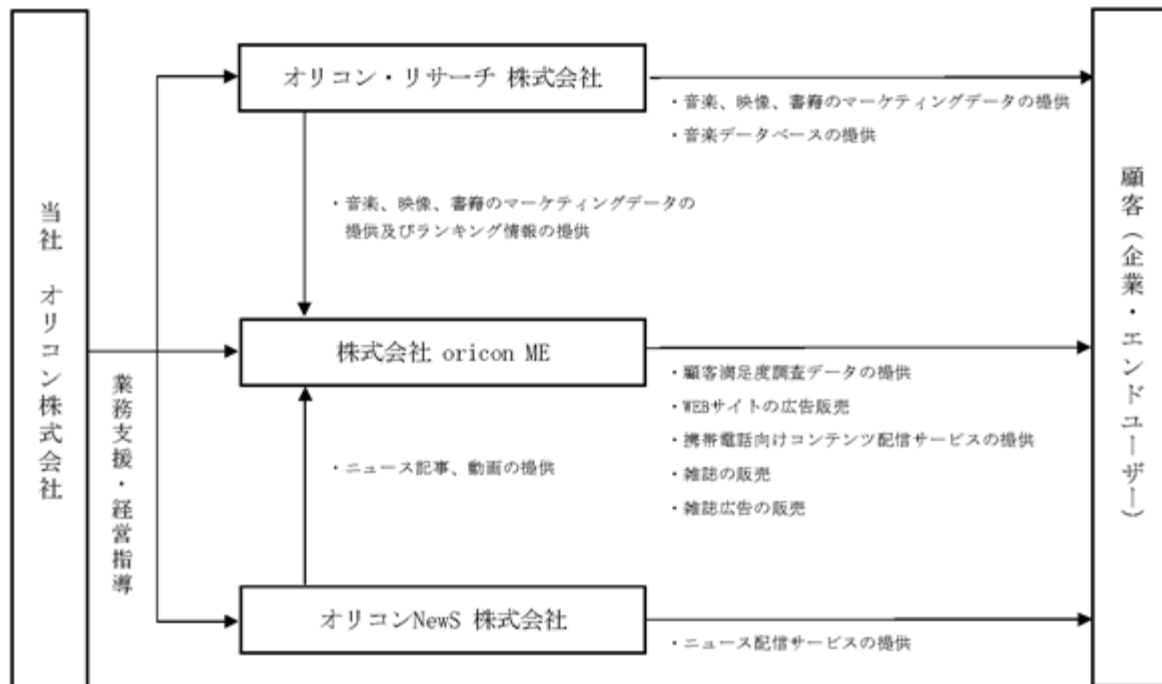 当社 オリコン株式会社
業務支援・経営指導
オリコン・リサーチ 株式会社
・音楽、映像、書籍のマーケティングデータの提供
・音楽データベースの提供
・音楽、映像、書籍のマーケティングデータの
提供及びランキング情報の提供
株式会社 oricon ME
・顧客満足度調査データの提供
・WEBサイトの広告販売
・携帯電話向けコンテンツ配信サービスの提供
・雑誌の販売
・雑誌広告の販売
・ニュース記事、動画の提供
オリコンNewS 株式会社
・ニュース配信サービスの提供
顧客(企業・エンドユーザー)